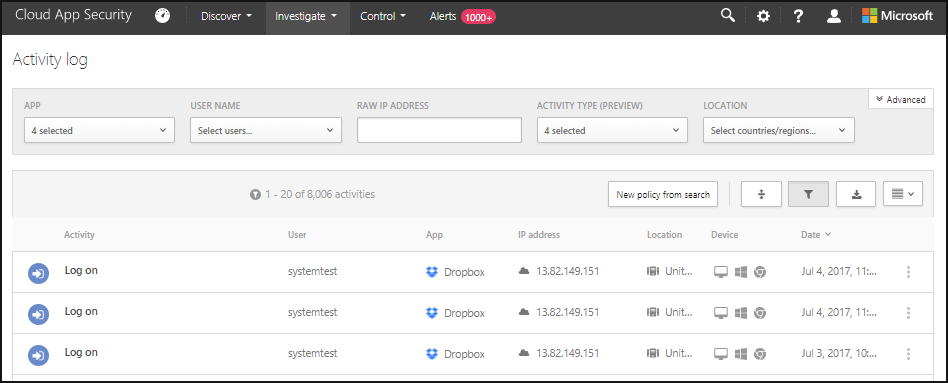 Cloud App Security Discover Investigate Control Alerts 1000+ ? Microsoft
Activity log
Advanced
APP USER NAME RAW IP ADDRESS ACTIVITY TYPE (PREVIEW) LOCATION
4 selected Select users... 4 selected Select countries/regions...
1 - 20 of 8,006 activities New policy from search
Activity User App IP address Location Device Date
Log on systemtest Dropbox 13.82.149.151 Unit... Jul 4, 2017, 11:...
Log on systemtest Dropbox 13.82.149.151 Unit... Jul 4, 2017, 11:...
Log on systemtest Dropbox 13.82.149.151 Unit... Jul 3, 2017, 10:...